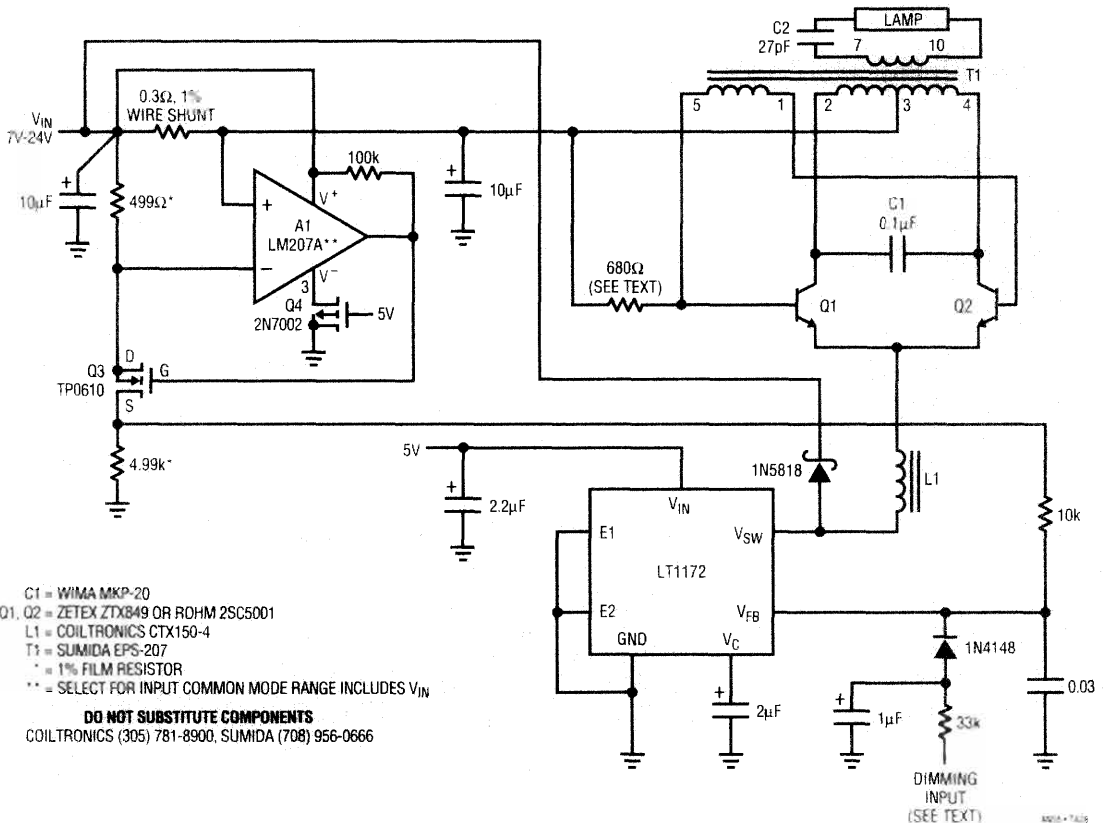 C2
27pF
LAMP
7
10
T1
5
1
2
3
4
VIN
7V-24V
0.3Ω, 1%
WIRE SHUNT
100k
10µF
499Ω*
+
+
V+
A1
LM207A**
−
V−
3
+
10µF
C1
0.1µF
680Ω
(SEE TEXT)
Q1
Q2
Q4
2N7002
5V
Q3
TP0610
D
G
S
4.99k*
5V
+
2.2µF
1N5818
L1
10k
VIN
E1
VSW
LT1172
E2
VFB
GND
VC
1N4148
+
2µF
+
1µF
33k
0.03
DIMMING
INPUT
(SEE TEXT)
C1 = WIMA MKP-20
Q1, Q2 = ZETEX ZTX849 OR ROHM 2SC5001
L1 = COILTRONICS CTX150-4
T1 = SUMIDA EPS-207
* = 1% FILM RESISTOR
** = SELECT FOR INPUT COMMON MODE RANGE INCLUDES VIN
DO NOT SUBSTITUTE COMPONENTS
COILTRONICS (305) 781-8900, SUMIDA (708) 956-0666